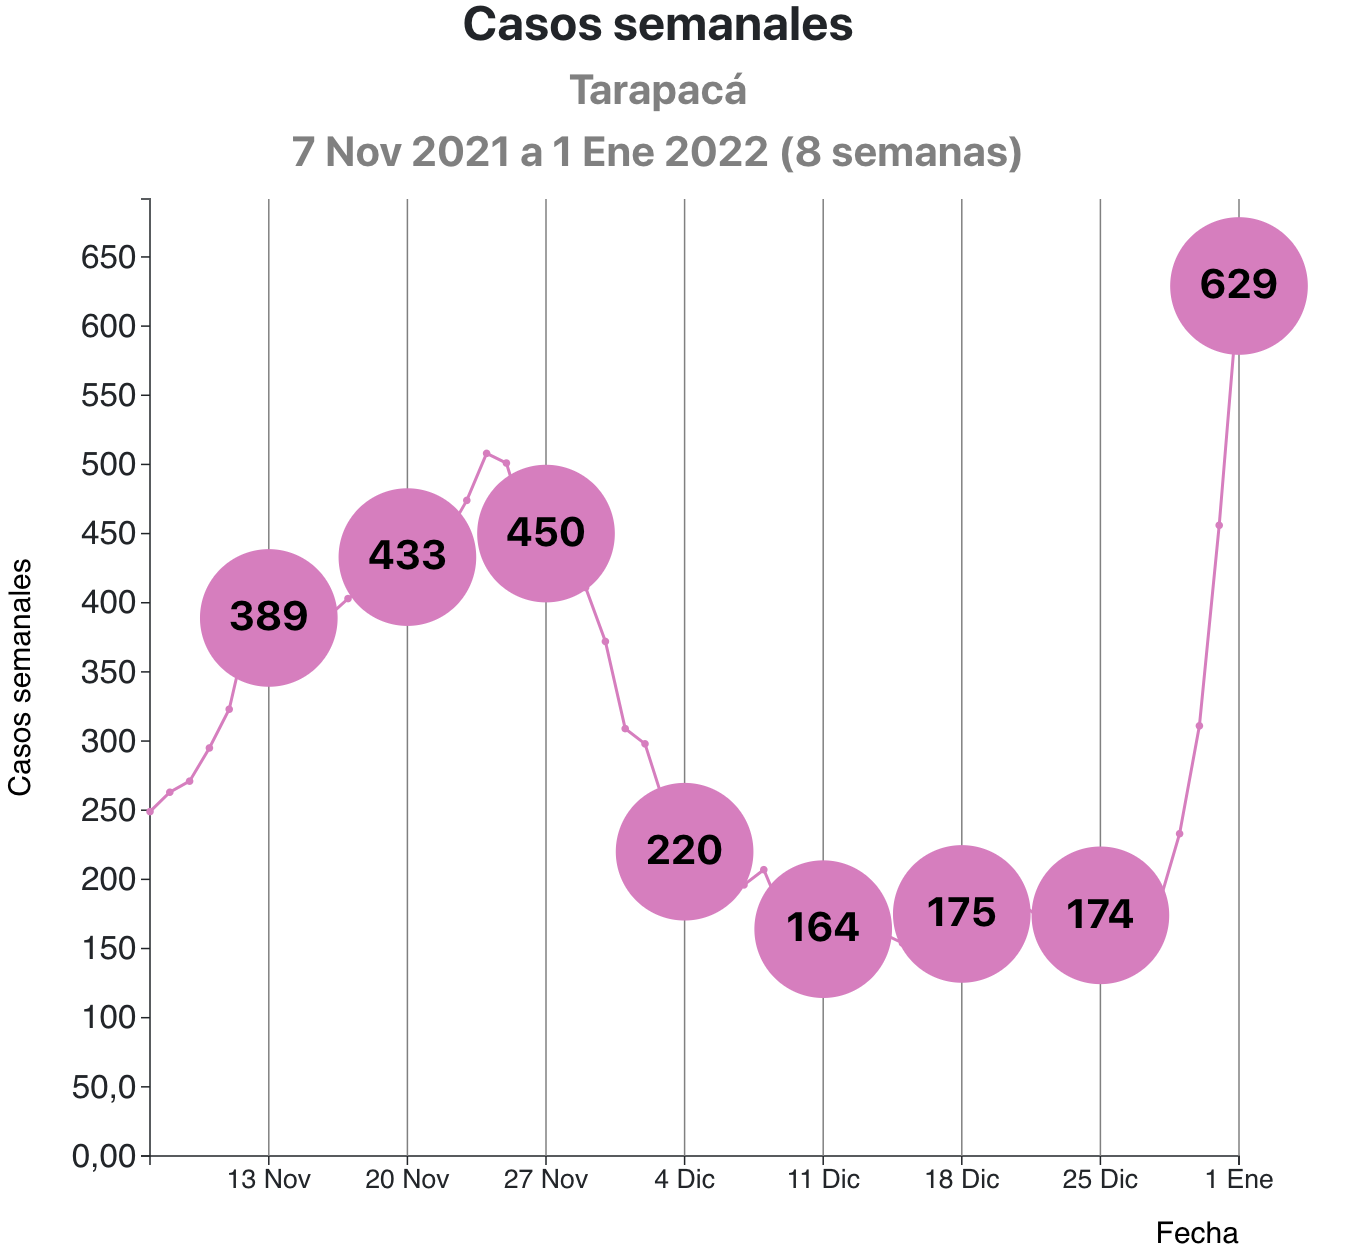 Casos semanales
Tarapacá
7 Nov 2021 a 1 Ene 2022 (8 semanas)
Casos semanales
650
600
550
500
450
400
350
300
250
200
150
100
50,0
0,00
389
433
450
220
164
175
174
629
13 Nov
20 Nov
27 Nov
4 Dic
11 Dic
18 Dic
25 Dic
1 Ene
Fecha